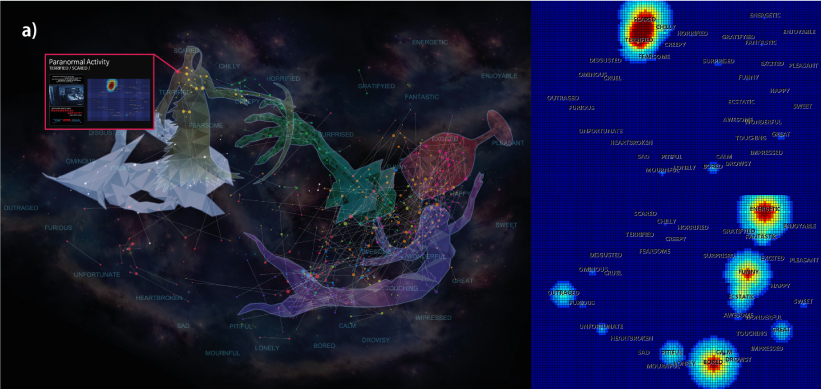 a)
Paranormal Activity
TERRIFIED / SCARED /
SCARED
CHILLY
HORRIFIED
TERRIFIED
CREEPY
FEARSOME
DISGUSTED
OMINOUS
OUTRAGED
FURIOUS
UNFORTUNATE
HEARTBROKEN
SAD
PITIFUL
MOURNFUL
LONELY
BORED
CALM
DROWSY
IMPRESSED
TOUCHING
GREAT
WONDERFUL
SWEET
HAPPY
PLEASANT
SURPRISED
FANTASTIC
GRATIFYED
ENJOYABLE
ENERGETIC
ENERGETIC
SCARED
CHILLY
HORRIFIED
ENJOYABLE
TERRIFIED
CREEPY
GRATIFYED
FANTASTIC
FEARSOME
DISGUSTED
SURPRISED
EXCITED
PLEASANT
OMINOUS
CRUEL
FUNNY
HAPPY
OUTRAGED
FURIOUS
ECSTATIC
SWEET
AWESOME
WONDERFUL
UNFORTUNATE
HEARTBROKEN
TOUCHING
GREAT
SAD
PITIFUL
CALM
IMPRESSED
MOURNFUL
LONELY
BORED
DROWSY
ENERGETIC
SCARED
CHILLY
HORRIFIED
ENJOYABLE
TERRIFIED
CREEPY
GRATIFYED
FANTASTIC
FEARSOME
DISGUSTED
SURPRISED
EXCITED
PLEASANT
OMINOUS
CRUEL
FUNNY
HAPPY
OUTRAGED
FURIOUS
ECSTATIC
SWEET
AWESOME
WONDERFUL
UNFORTUNATE
HEARTBROKEN
TOUCHING
GREAT
SAD
PITIFUL
CALM
IMPRESSED
MOURNFUL
LONELY
BORED
DROWSY